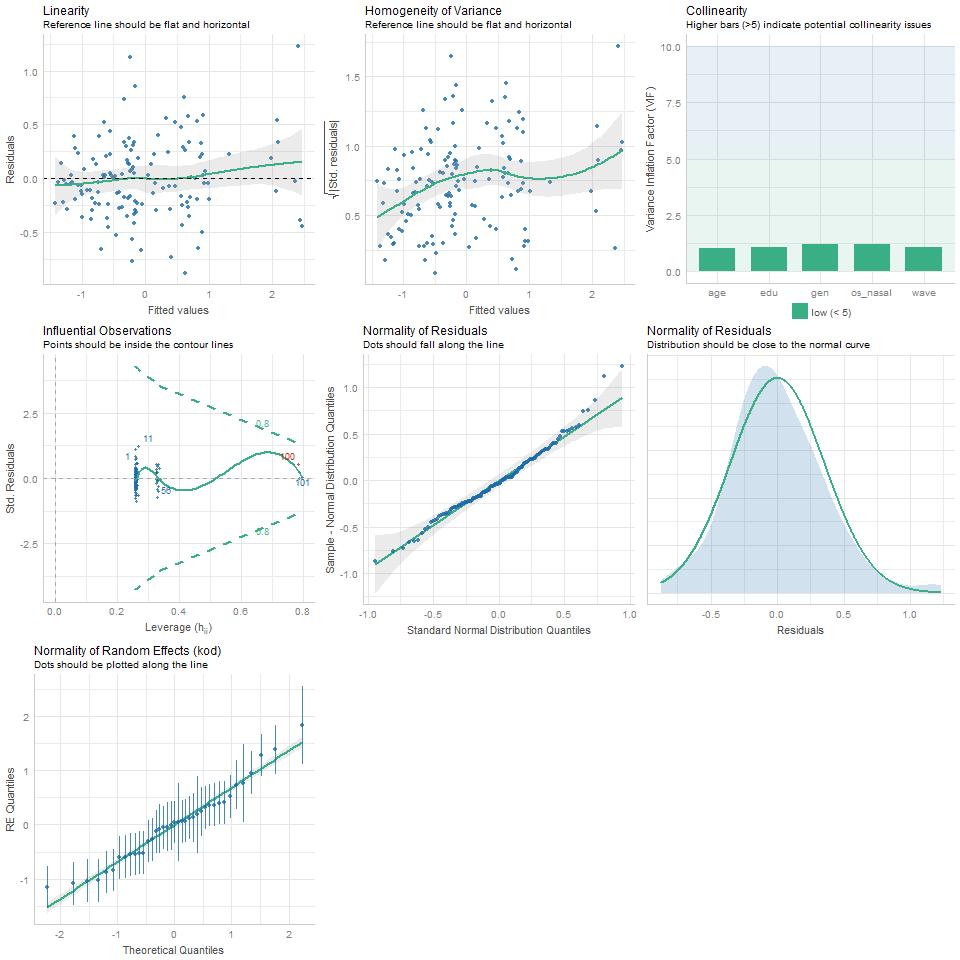 Linearity
Reference line should be flat and horizontal
1.0
0.5
0.0
-0.5
-1
0
1
2
Residuals
Fitted values
Homogeneity of Variance
Reference line should be flat and horizontal
1.5
1.0
0.5
-1
0
1
2
√|Std. residuals|
Fitted values
Collinearity
Higher bars (>5) indicate potential collinearity issues
10.0
7.5
5.0
2.5
0.0
Variance Inflation Factor (VIF)
age
edu
gen
os_nasal
wave
low (< 5)
Influential Observations
Points should be inside the contour lines
2.5
0.0
-2.5
Std. Residuals
0.8
11
1
56
100
101
0.8
0.0
0.2
0.4
0.6
0.8
Leverage (hii)
Normality of Residuals
Dots should fall along the line
1.0
0.5
0.0
-0.5
-1.0
Sample - Normal Distribution Quantiles
-1.0
-0.5
0.0
0.5
1.0
Standard Normal Distribution Quantiles
Normality of Residuals
Distribution should be close to the normal curve
-0.5
0.0
0.5
1.0
Residuals
Normality of Random Effects (kod)
Dots should be plotted along the line
2
1
0
-1
RE Quantiles
-2
-1
0
1
2
Theoretical Quantiles